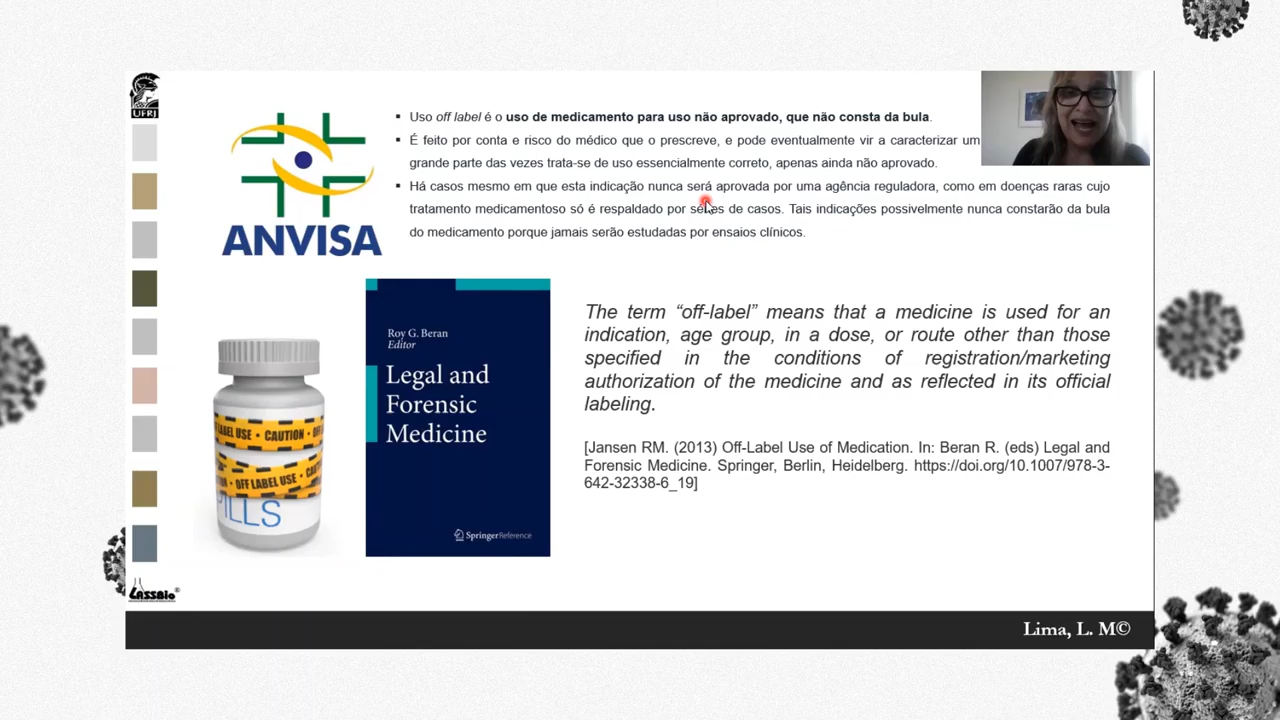 UFRJ
ANVISA
▪ Uso off label é o uso de medicamento para uso não aprovado, que não consta da bula.
▪ É feito por conta e risco do médico que o prescreve, e pode eventualmente vir a caracterizar um
grande parte das vezes trata-se de uso essencialmente correto, apenas ainda não aprovado.
▪ Há casos mesmo em que esta indicação nunca será aprovada por uma agência reguladora, como em doenças raras cujo
tratamento medicamentoso só é respaldado por séries de casos. Tais indicações possivelmente nunca constarão da bula
do medicamento porque jamais serão estudadas por ensaios clínicos.
Roy G. Beran
Editor
Legal and
Forensic
Medicine
SpringerReference
LABEL USE • CAUTION • OFF
OFF LABEL USE • CAU
PILLS
The term “off-label” means that a medicine is used for an
indication, age group, in a dose, or route other than those
specified in the conditions of registration/marketing
authorization of the medicine and as reflected in its official
labeling.
[Jansen RM. (2013) Off-Label Use of Medication. In: Beran R. (eds) Legal and
Forensic Medicine. Springer, Berlin, Heidelberg. https://doi.org/10.1007/978-3-
642-32338-6_19]
LASSBio
Lima, L. M©